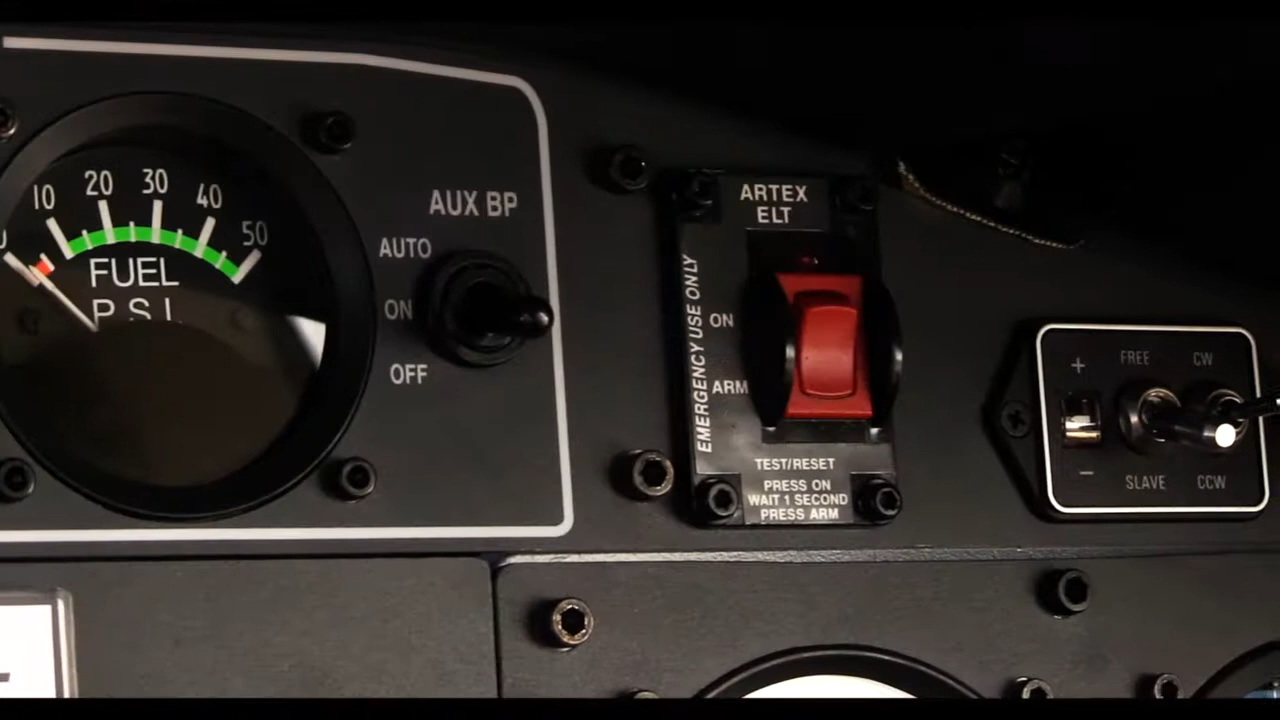 0
10
20
30
40
50
FUEL
P.S.I.
AUX BP
AUTO
ON
OFF
ARTEX
ELT
EMERGENCY USE ONLY
ON
ARM
TEST/RESET
PRESS ON
WAIT 1 SECOND
PRESS ARM
+
FREE
CW
–
SLAVE
CCW